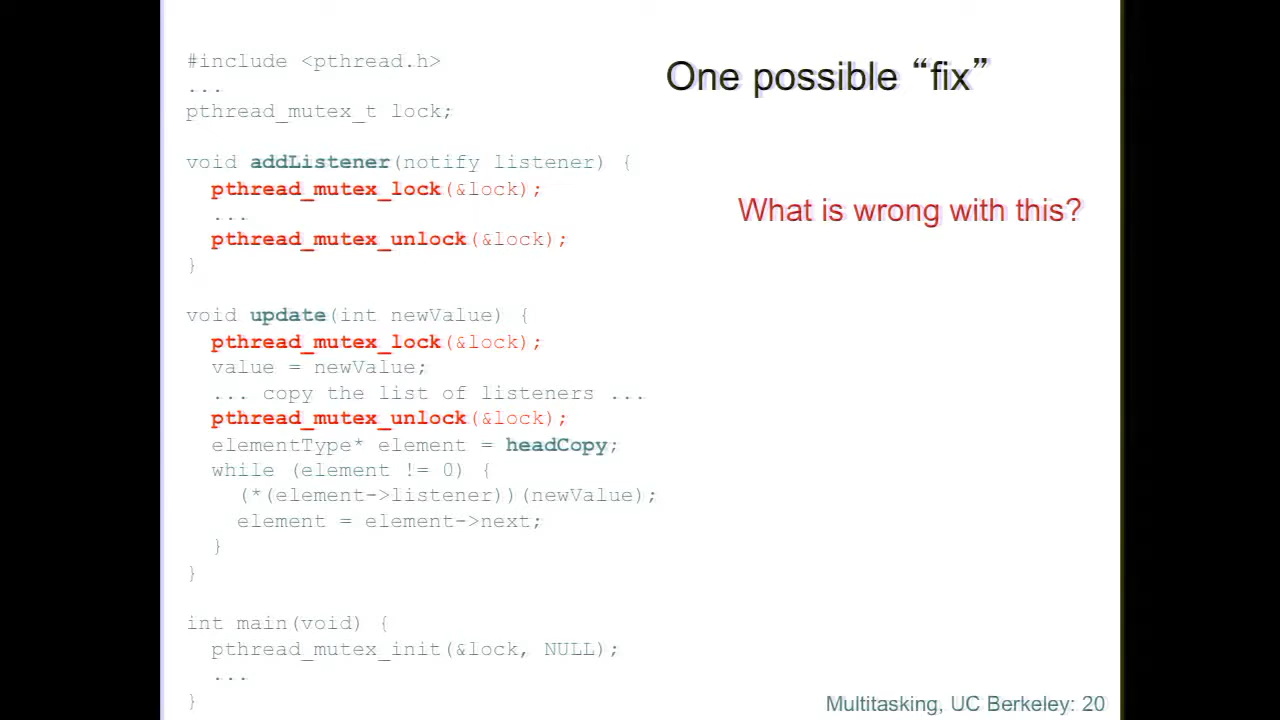 #include <pthread.h>
...
pthread_mutex_t lock;
One possible “fix”
void addListener(notify listener) {
pthread_mutex_lock(&lock);
...
pthread_mutex_unlock(&lock);
}
What is wrong with this?
void update(int newValue) {
pthread_mutex_lock(&lock);
value = newValue;
... copy the list of listeners ...
pthread_mutex_unlock(&lock);
elementType* element = headCopy;
while (element != 0) {
(*(element->listener))(newValue);
element = element->next;
}
}
int main(void) {
pthread_mutex_init(&lock, NULL);
...
}
Multitasking, UC Berkeley: 20